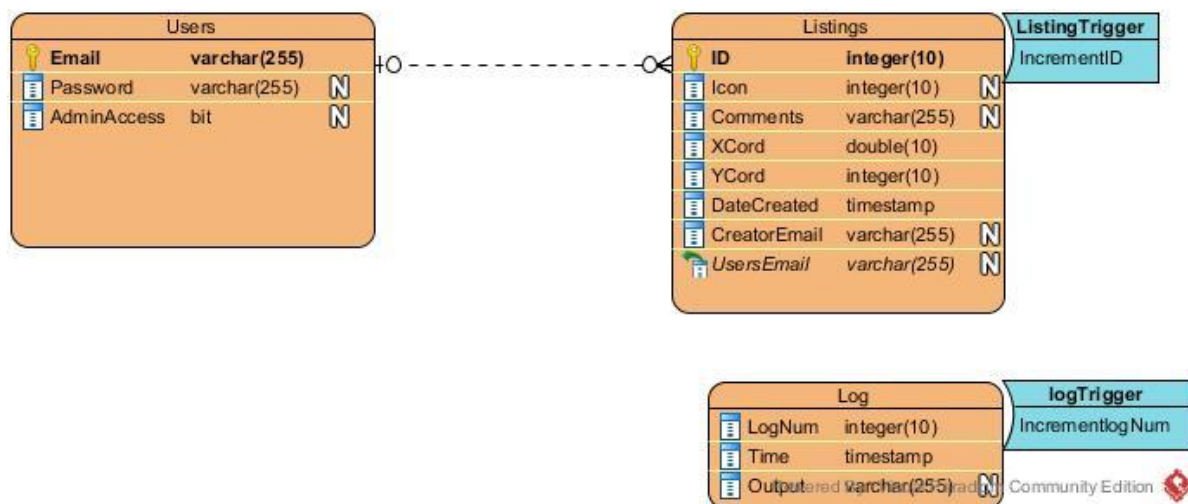 Users
Email varchar(255)
Password varchar(255) N
AdminAccess bit N
Listings
ID integer(10)
Icon integer(10) N
Comments varchar(255) N
XCord double(10)
YCord integer(10)
DateCreated timestamp
CreatorEmail varchar(255) N
UsersEmail varchar(255) N
ListingTrigger
IncrementID
Log
LogNum integer(10)
Time timestamp
Output varchar(255) N
logTrigger
IncrementlogNum
Community Edition